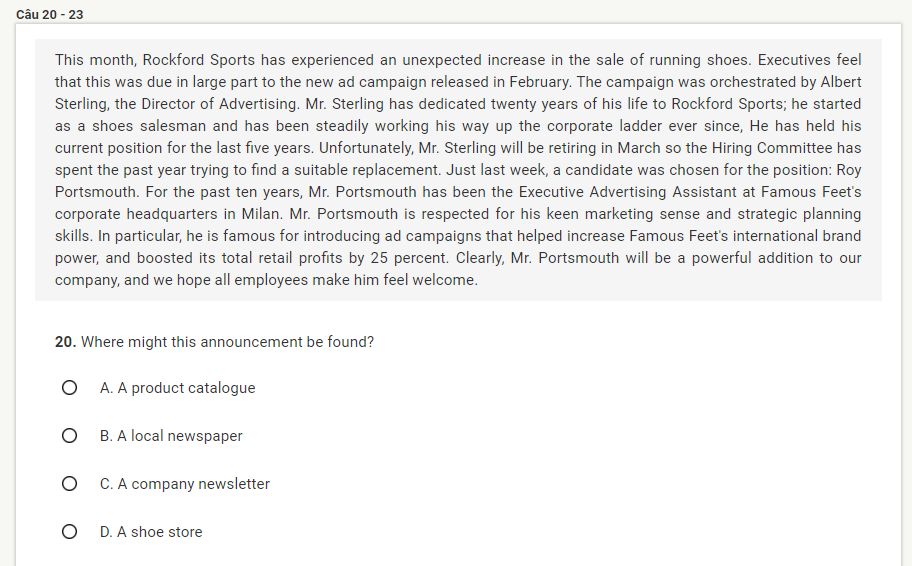 Câu 20 - 23
This month, Rockford Sports has experienced an unexpected increase in the sale of running shoes. Executives feel
that this was due in large part to the new ad campaign released in February. The campaign was orchestrated by Albert
Sterling, the Director of Advertising. Mr. Sterling has dedicated twenty years of his life to Rockford Sports; he started
as a shoes salesman and has been steadily working his way up the corporate ladder ever since, He has held his
current position for the last five years. Unfortunately, Mr. Sterling will be retiring in March so the Hiring Committee has
spent the past year trying to find a suitable replacement. Just last week, a candidate was chosen for the position: Roy
Portsmouth. For the past ten years, Mr. Portsmouth has been the Executive Advertising Assistant at Famous Feet's
corporate headquarters in Milan. Mr. Portsmouth is respected for his keen marketing sense and strategic planning
skills. In particular, he is famous for introducing ad campaigns that helped increase Famous Feet's international brand
power, and boosted its total retail profits by 25 percent. Clearly, Mr. Portsmouth will be a powerful addition to our
company, and we hope all employees make him feel welcome.
20. Where might this announcement be found?
A. A product catalogue
B. A local newspaper
C. A company newsletter
D. A shoe store